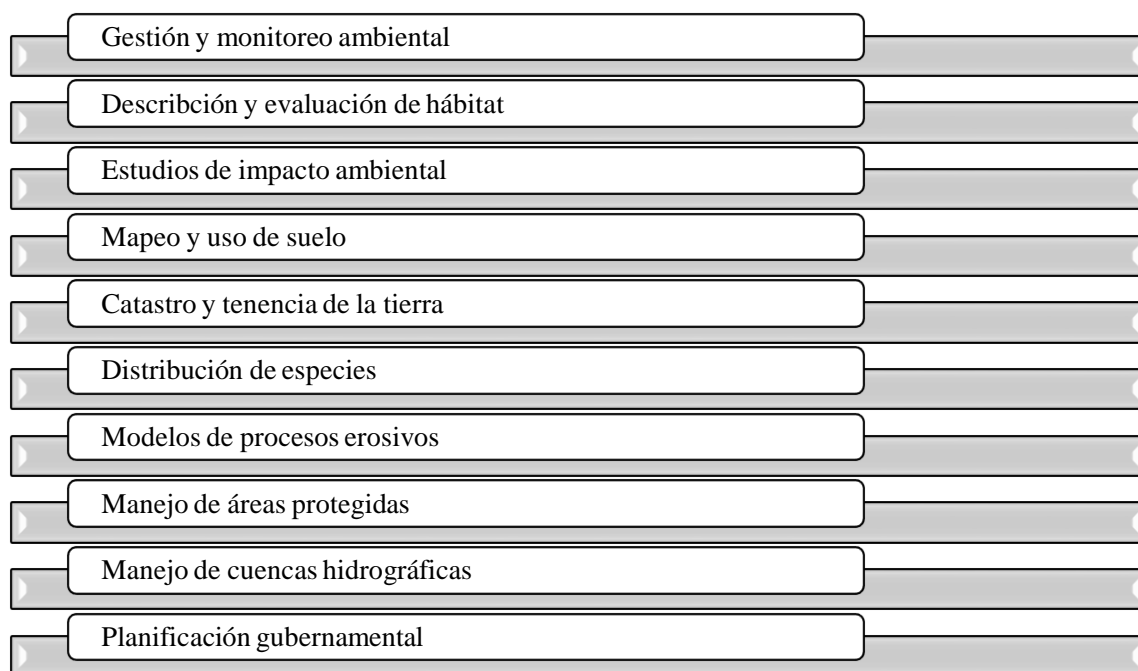 Gestión y monitoreo ambiental
Describción y evaluación de hábitat
Estudios de impacto ambiental
Mapeo y uso de suelo
Catastro y tenencia de la tierra
Distribución de especies
Modelos de procesos erosivos
Manejo de áreas protegidas
Manejo de cuencas hidrográficas
Planificación gubernamental